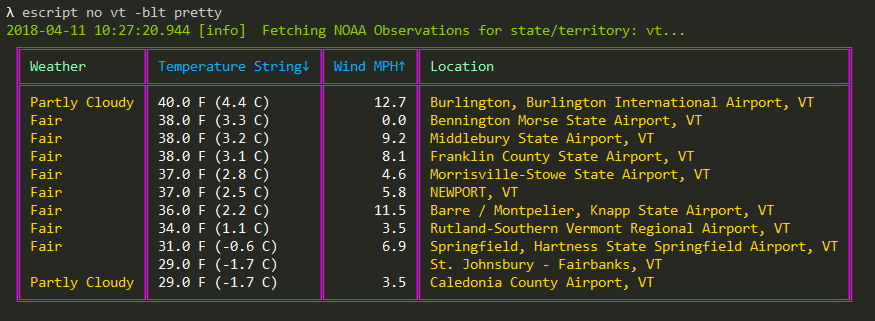 λ escript no vt -blt pretty
2018-04-11 10:27:20.944 [info]  Fetching NOAA Observations for state/territory: vt...
Weather Temperature String↓ Wind MPH↑ Location
Partly Cloudy 40.0 F (4.4 C) 12.7 Burlington, Burlington International Airport, VT
Fair 38.0 F (3.3 C) 0.0 Bennington Morse State Airport, VT
Fair 38.0 F (3.2 C) 9.2 Middlebury State Airport, VT
Fair 38.0 F (3.1 C) 8.1 Franklin County State Airport, VT
Fair 37.0 F (2.8 C) 4.6 Morrisville-Stowe State Airport, VT
Fair 37.0 F (2.5 C) 5.8 NEWPORT, VT
Fair 36.0 F (2.2 C) 11.5 Barre / Montpelier, Knapp State Airport, VT
Fair 34.0 F (1.1 C) 3.5 Rutland-Southern Vermont Regional Airport, VT
Fair 31.0 F (-0.6 C) 6.9 Springfield, Hartness State Springfield Airport, VT
29.0 F (-1.7 C) St. Johnsbury - Fairbanks, VT
Partly Cloudy 29.0 F (-1.7 C) 3.5 Caledonia County Airport, VT